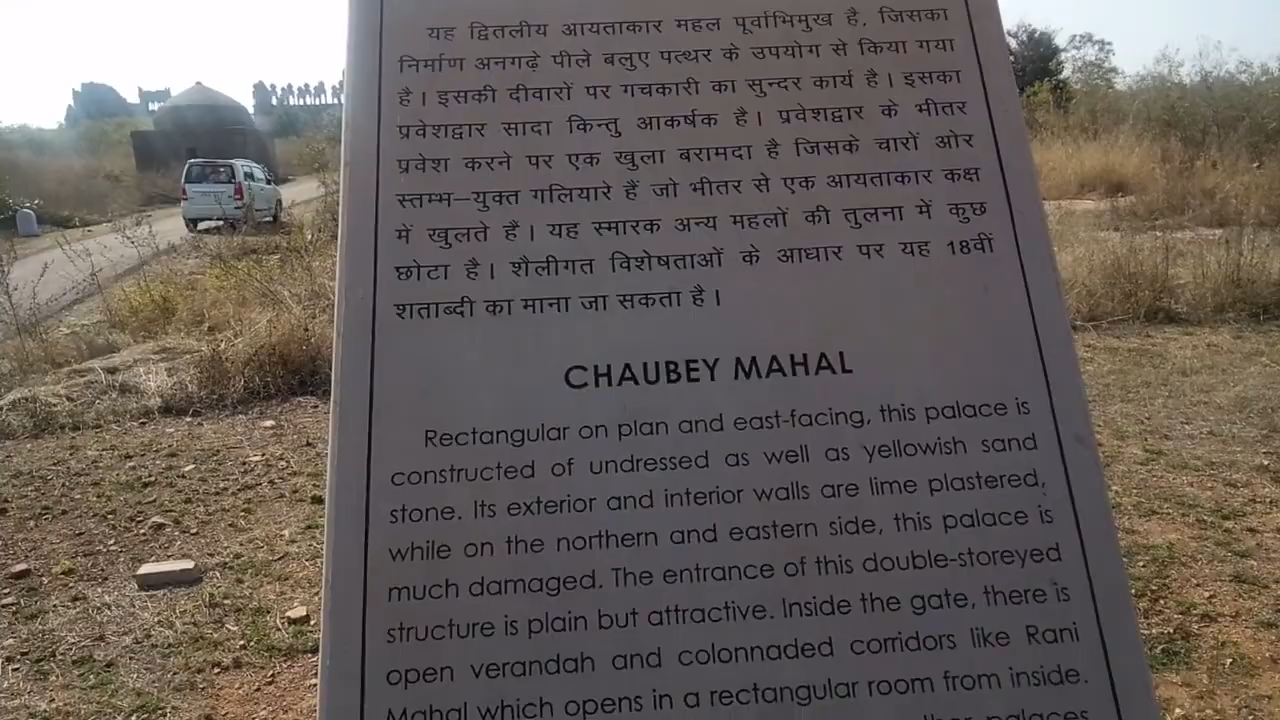 यह द्वितलीय आयताकार महल पूर्वाभिमुख है, जिसका
निर्माण अनगढ़े पीले बलुए पत्थर के उपयोग से किया गया
है। इसकी दीवारों पर गचकारी का सुन्दर कार्य है। इसका
प्रवेशद्वार सादा किन्तु आकर्षक है। प्रवेशद्वार के भीतर
प्रवेश करने पर एक खुला बरामदा है जिसके चारों ओर
स्तम्भ–युक्त गलियारे हैं जो भीतर से एक आयताकार कक्ष
में खुलते हैं। यह स्मारक अन्य महलों की तुलना में कुछ
छोटा है। शैलीगत विशेषताओं के आधार पर यह 18वीं
शताब्दी का माना जा सकता है।
CHAUBEY MAHAL
Rectangular on plan and east-facing, this palace is
constructed of undressed as well as yellowish sand
stone. Its exterior and interior walls are lime plastered,
while on the northern and eastern side, this palace is
much damaged. The entrance of this double-storeyed
structure is plain but attractive. Inside the gate, there is
open verandah and colonnaded corridors like Rani
Mahal which opens in a rectangular room from inside.
palaces